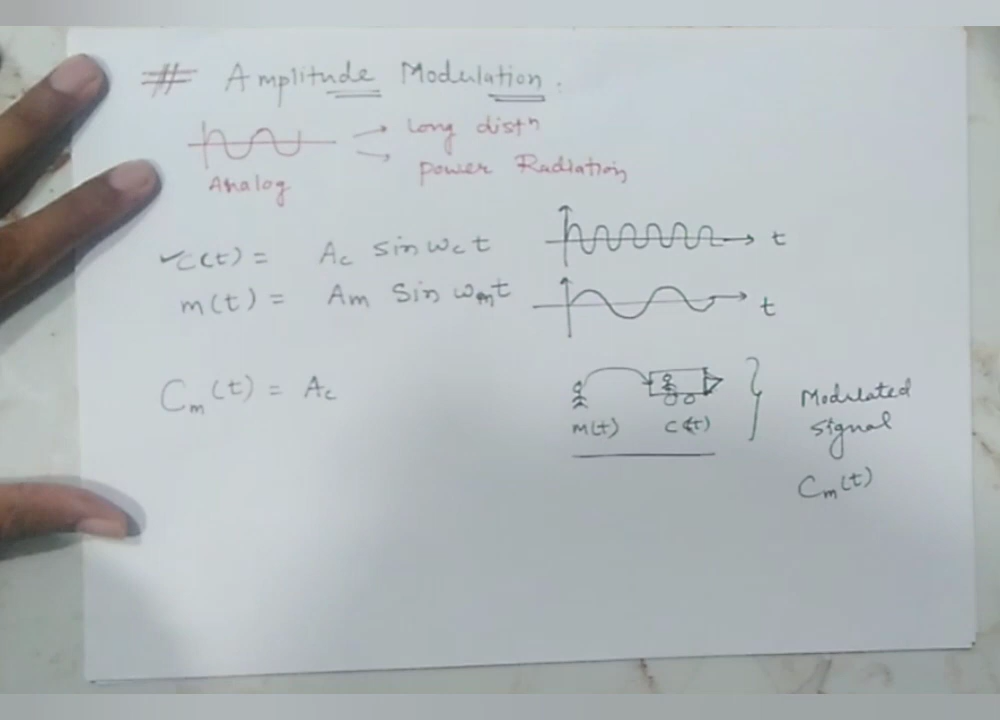 # Amplitude Modulation.
long distn
Analog
power Radiation
c(t) = Ac sin ωc t
t
m(t) = Am Sin ωm t
t
Cm(t) = Ac
m(t) c(t)
Modulated
signal
Cm(t)